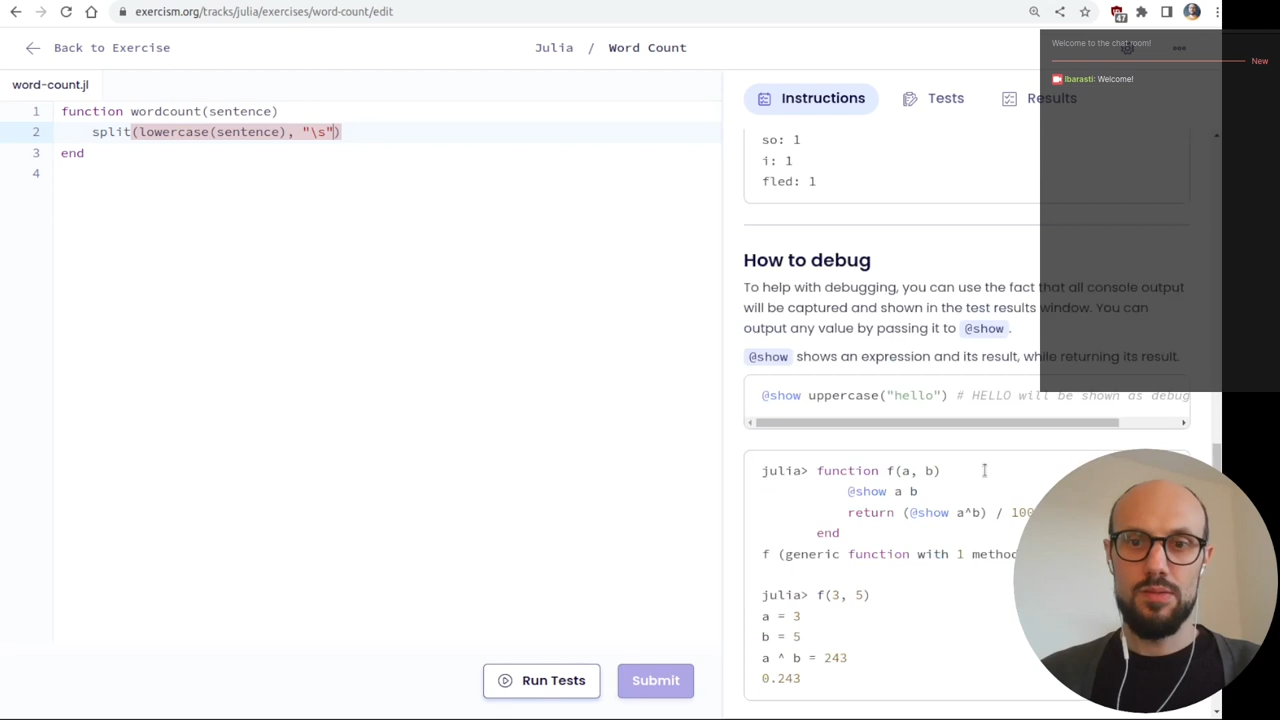 exercism.org/tracks/julia/exercises/word-count/edit
47
Back to Exercise
Julia / Word Count
word-count.jl
1 function wordcount(sentence)
2 split(lowercase(sentence), "\s")
3 end
4
Run Tests
Submit
Instructions
Tests
Results
so: 1
i: 1
fled: 1
How to debug
To help with debugging, you can use the fact that all console output
will be captured and shown in the test results window. You can
output any value by passing it to @show .
@show shows an expression and its result, while returning its result.
@show uppercase("hello") # HELLO will be shown as debug
julia> function f(a, b)
@show a b
return (@show a^b) / 100
end
f (generic function with 1 metho
julia> f(3, 5)
a = 3
b = 5
a ^ b = 243
0.243
Welcome to the chat room!
New
lbarasti: Welcome!